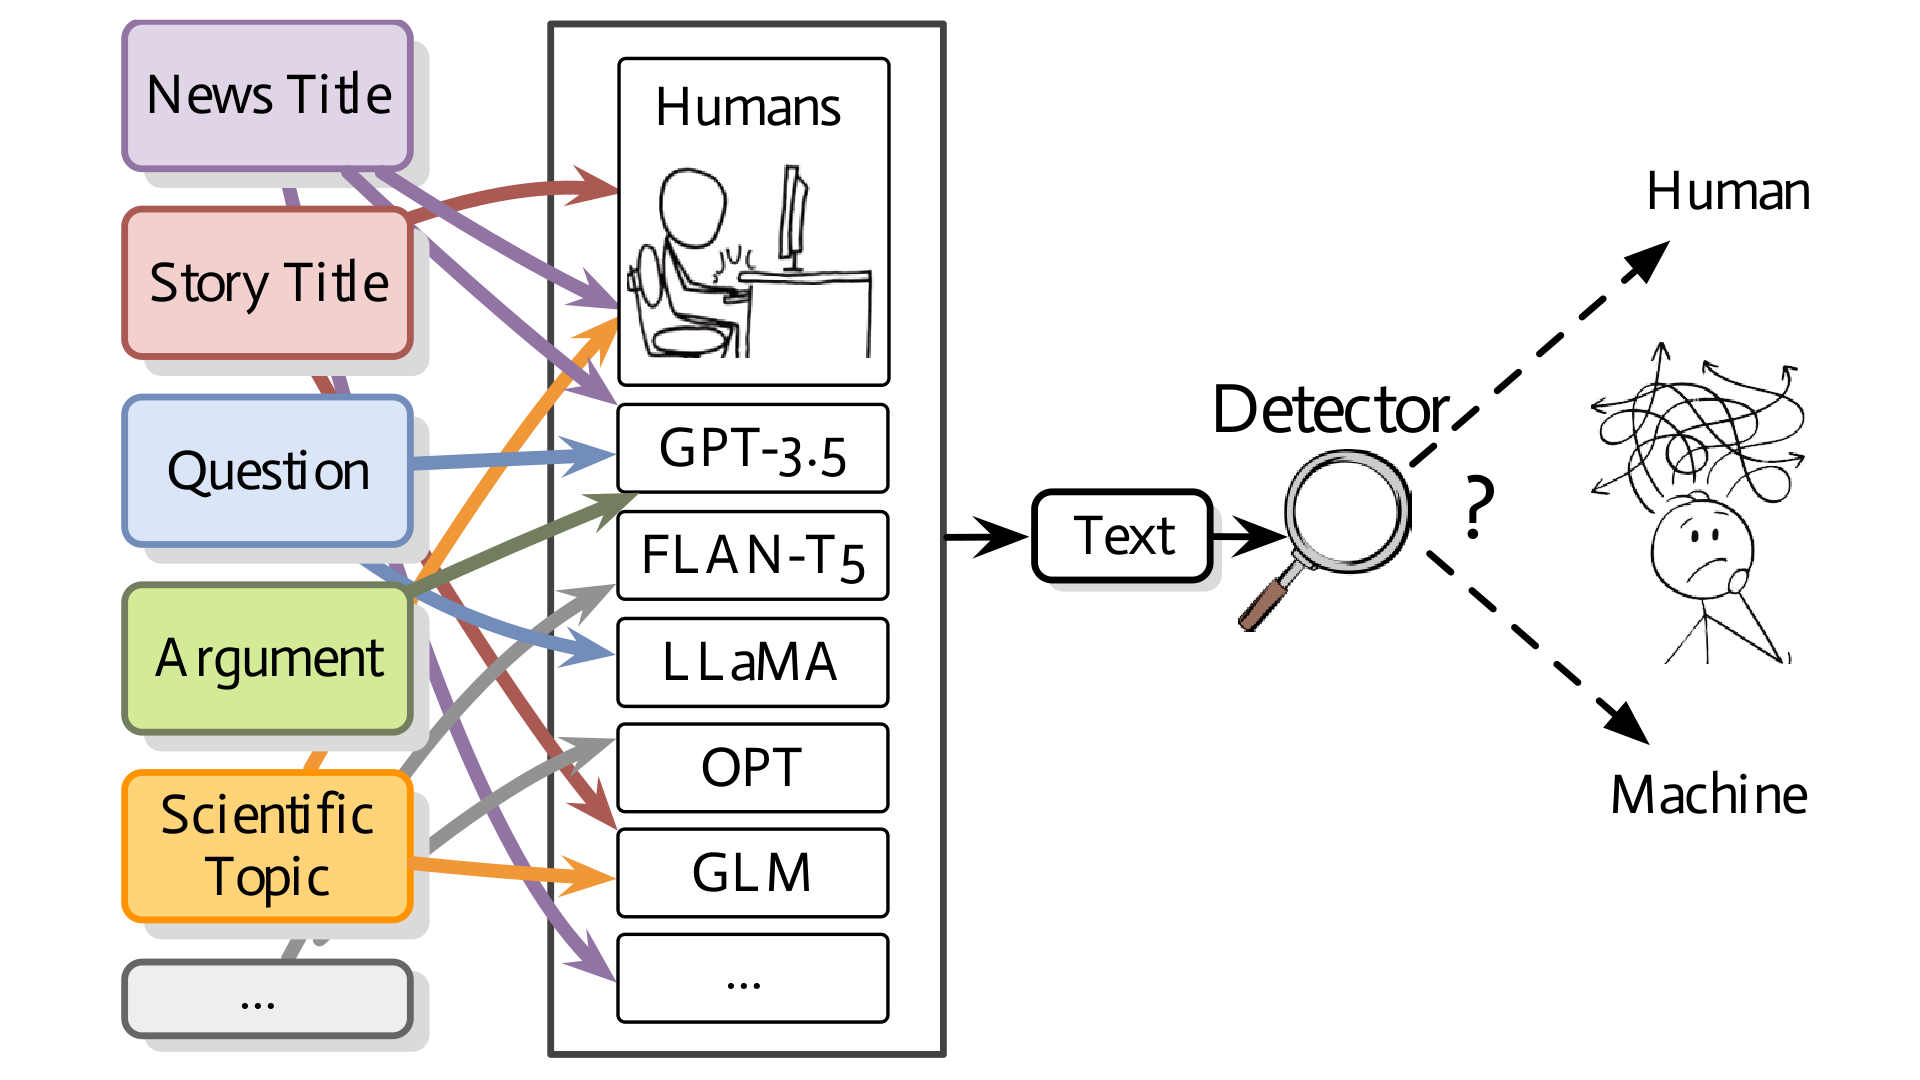 News Title
Story Title
Question
Argument
Scientific
Topic
...
Humans
GPT-3.5
FLAN-T5
LLaMA
OPT
GLM
...
Text
Detector
?
Human
Machine